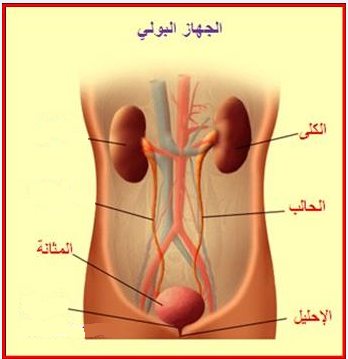 الجهاز البولي
الكلى
الحالب
المثانة
الإحليل